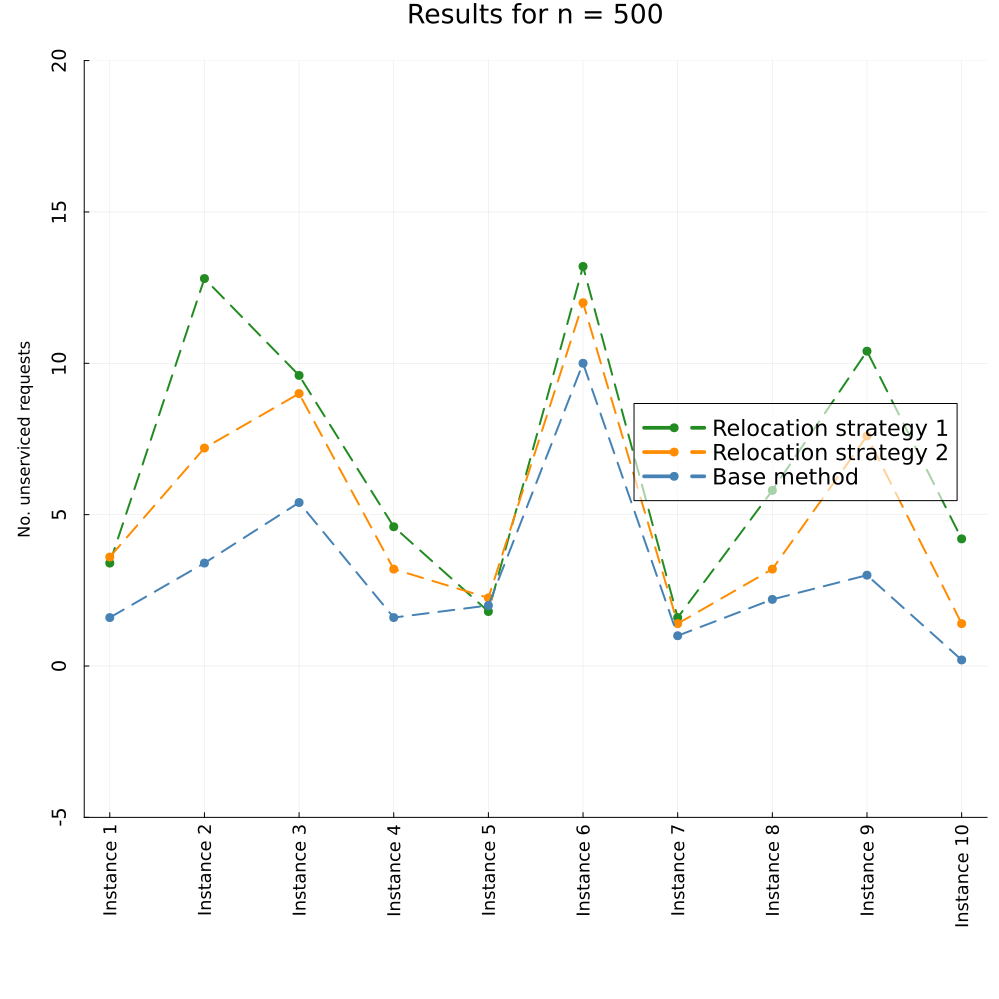 Results for n = 500
No. unserviced requests
20
15
10
5
0
-5
Relocation strategy 1
Relocation strategy 2
Base method
Instance 1
Instance 2
Instance 3
Instance 4
Instance 5
Instance 6
Instance 7
Instance 8
Instance 9
Instance 10